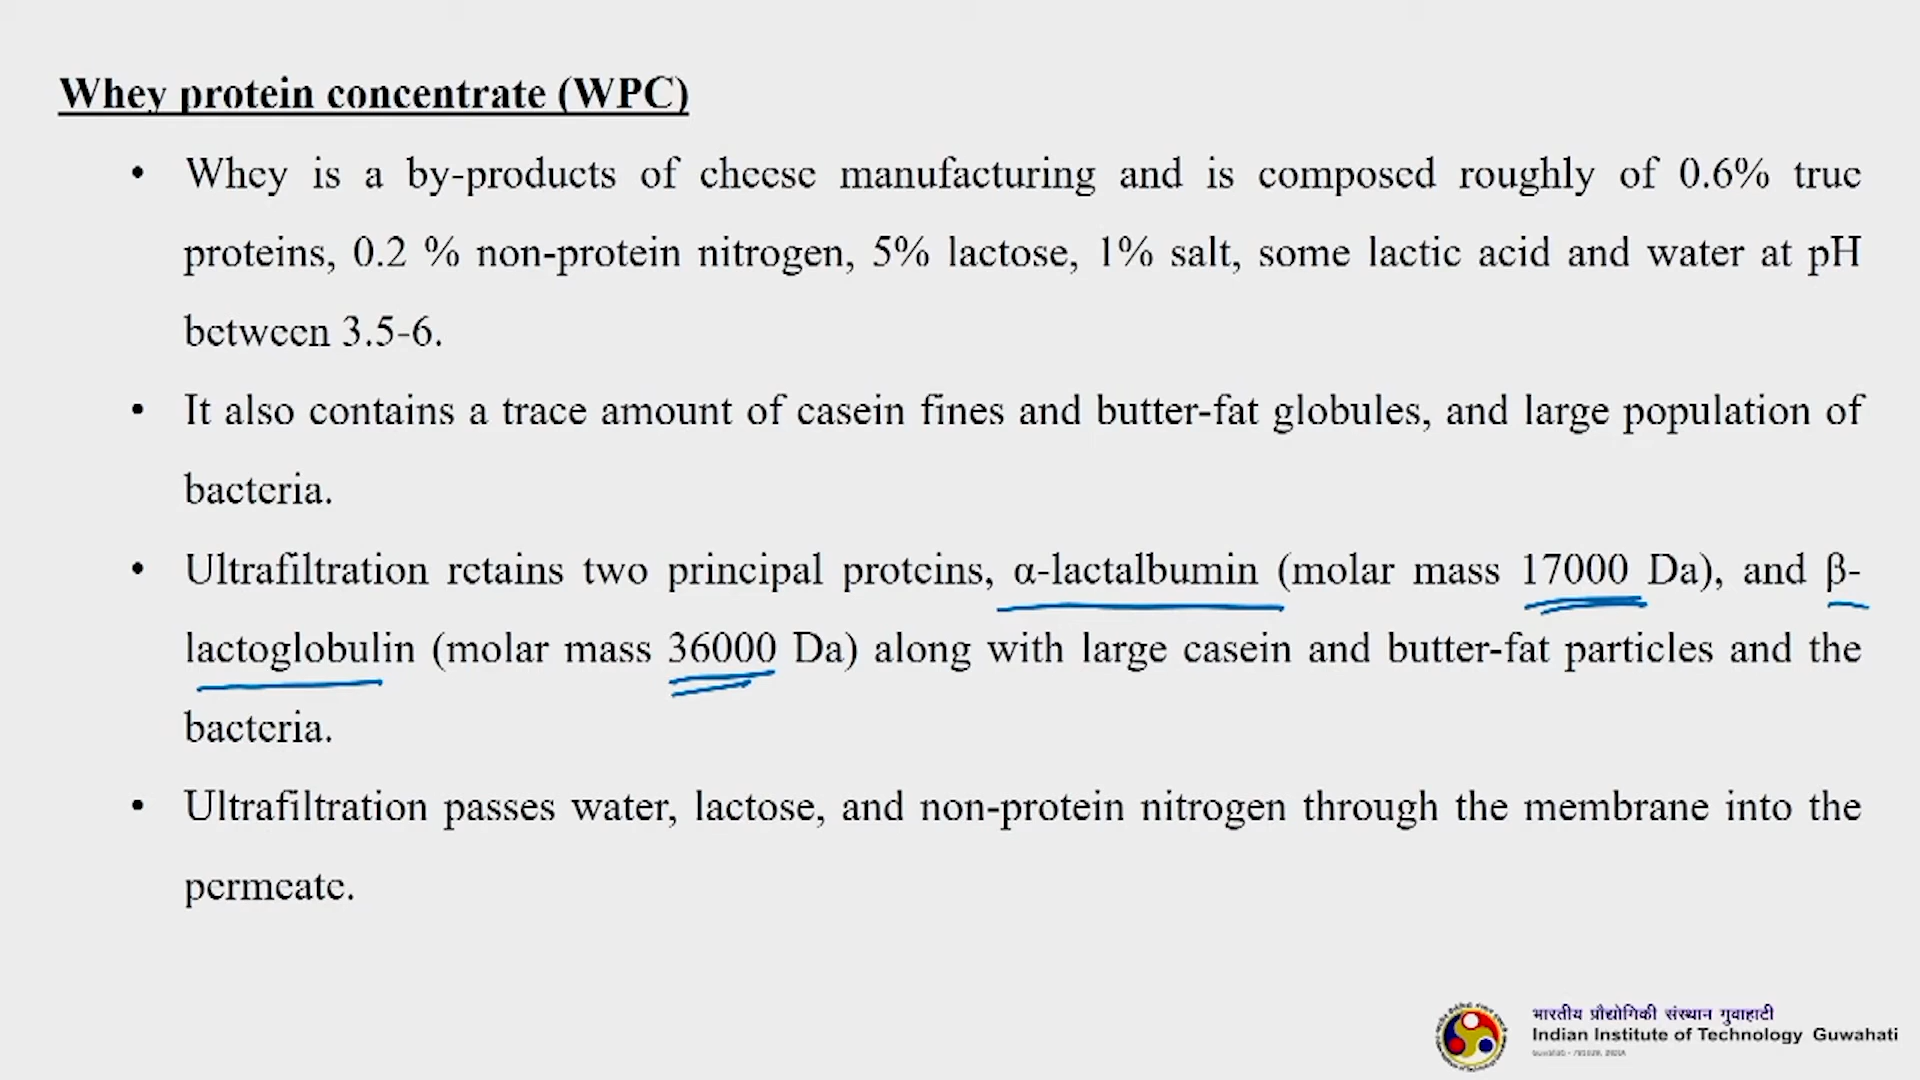 Whey protein concentrate (WPC)
• Whey is a by-products of cheese manufacturing and is composed roughly of 0.6% true
proteins, 0.2 % non-protein nitrogen, 5% lactose, 1% salt, some lactic acid and water at pH
between 3.5-6.
• It also contains a trace amount of casein fines and butter-fat globules, and large population of
bacteria.
• Ultrafiltration retains two principal proteins, α-lactalbumin (molar mass 17000 Da), and β-
lactoglobulin (molar mass 36000 Da) along with large casein and butter-fat particles and the
bacteria.
• Ultrafiltration passes water, lactose, and non-protein nitrogen through the membrane into the
permeate.
भारतीय प्रौद्योगिकी संस्थान गुवाहाटी
Indian Institute of Technology Guwahati